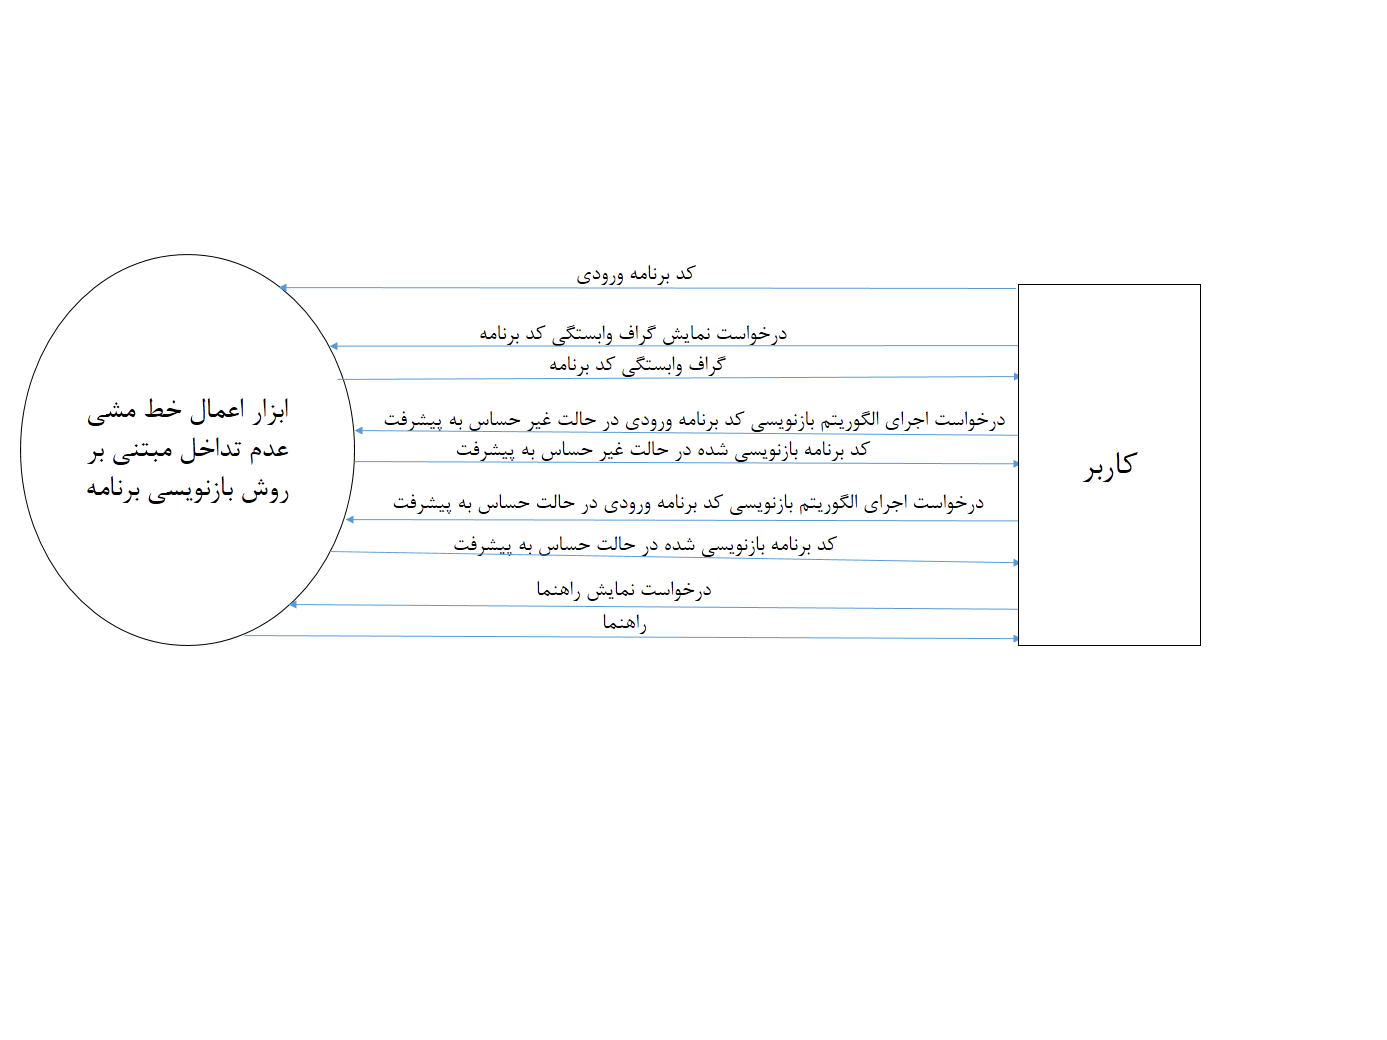 کد برنامه ورودی
درخواست نمایش گراف وابستگی کد برنامه
گراف وابستگی کد برنامه
درخواست اجرای الگوریتم بازنویسی کد برنامه ورودی در حالت غیر حساس به پیشرفت
کد برنامه بازنویسی شده در حالت غیر حساس به پیشرفت
درخواست اجرای الگوریتم بازنویسی کد برنامه ورودی در حالت حساس به پیشرفت
کد برنامه بازنویسی شده در حالت حساس به پیشرفت
درخواست نمایش راهنما
راهنما
کاربر
ابزار اعمال خط مشی
عدم تداخل مبتنی بر
روش بازنویسی برنامه